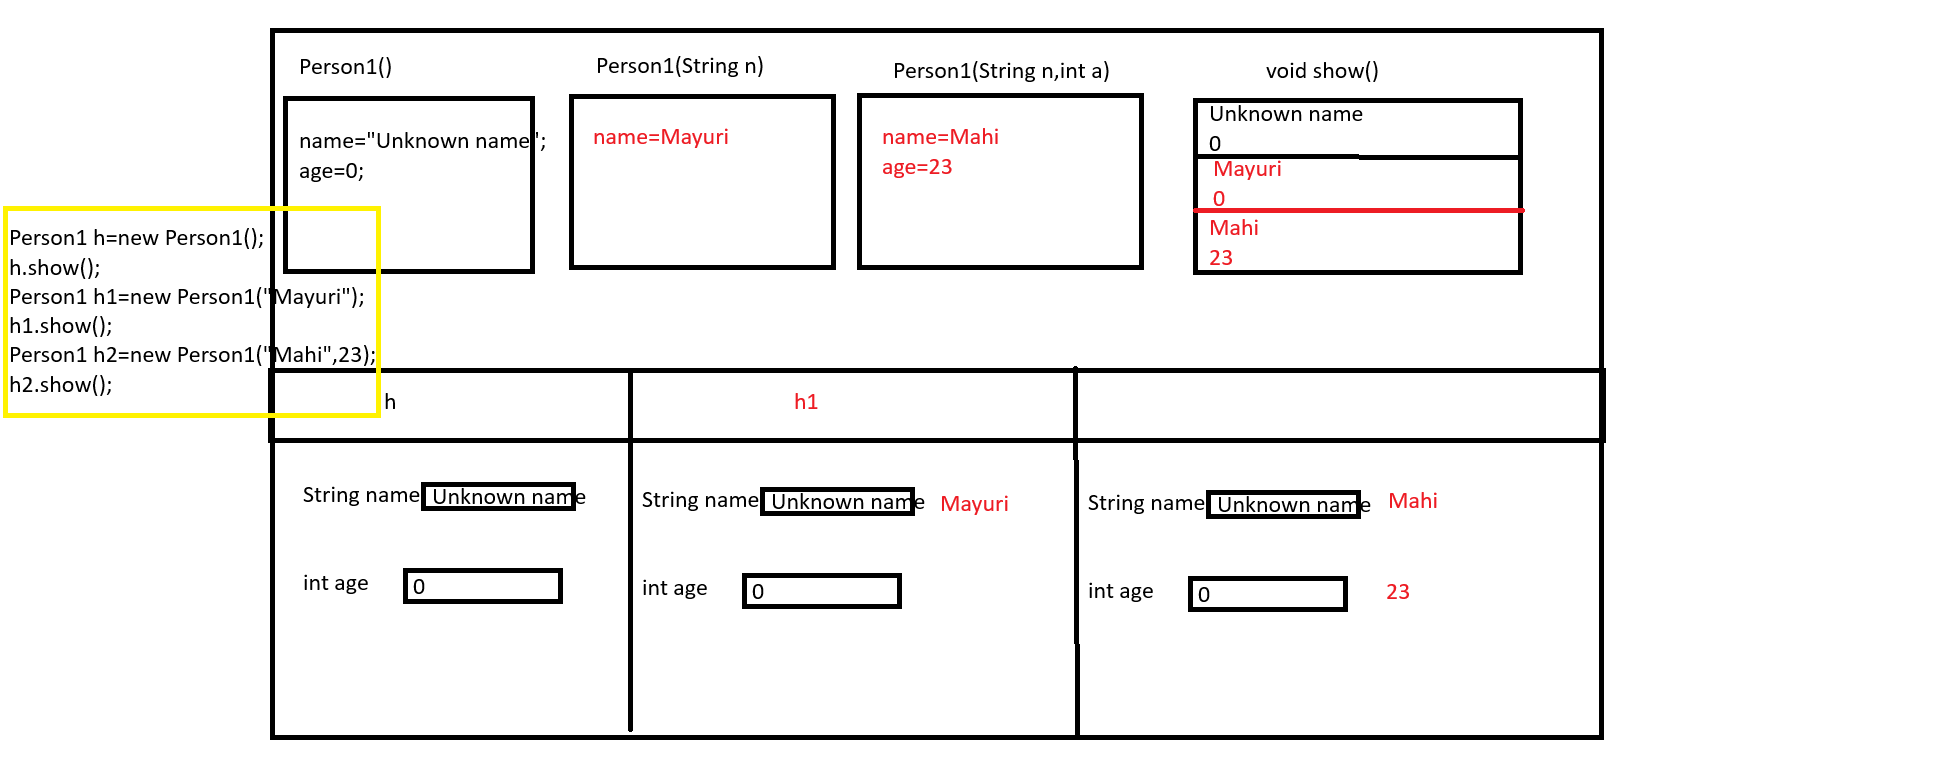 Person1()
Person1(String n)
Person1(String n,int a)
void show()
name="Unknown name";
age=0;
name=Mayuri
name=Mahi
age=23
Unknown name
0
Mayuri
0
Mahi
23
Person1 h=new Person1();
h.show();
Person1 h1=new Person1("Mayuri");
h1.show();
Person1 h2=new Person1("Mahi",23);
h2.show();
h
h1
String name Unknown name
int age 0
String name Unknown name Mayuri
int age 0
String name Unknown name Mahi
int age 0 23